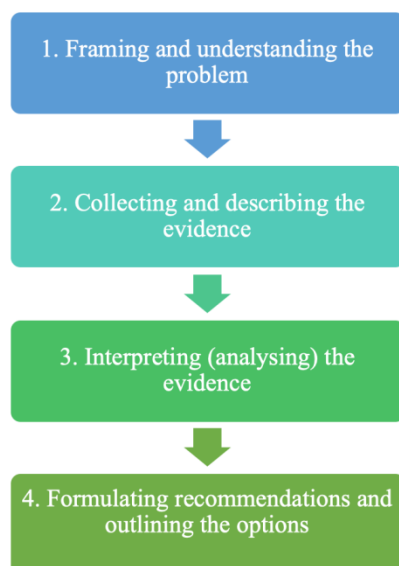 1. Framing and understanding the
problem
2. Collecting and describing the
evidence
3. Interpreting (analysing) the
evidence
4. Formulating recommendations and
outlining the options